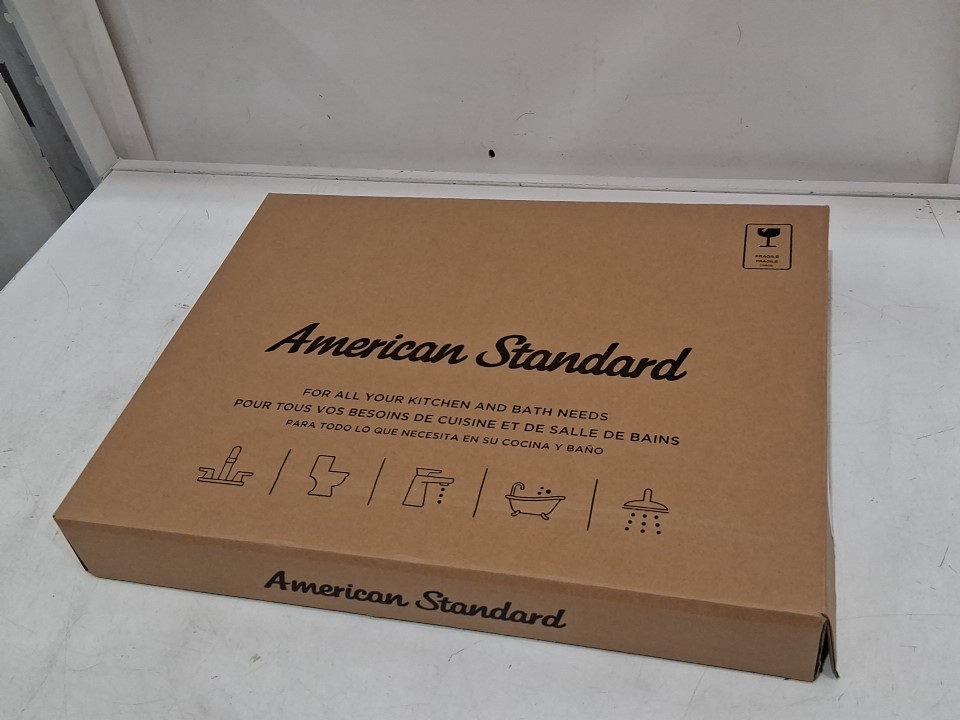 FRAGILE
FRAGILE
American Standard
FOR ALL YOUR KITCHEN AND BATH NEEDS
POUR TOUS VOS BESOINS DE CUISINE ET DE SALLE DE BAINS
PARA TODO LO QUE NECESITA EN SU COCINA Y BAÑO
American Standard